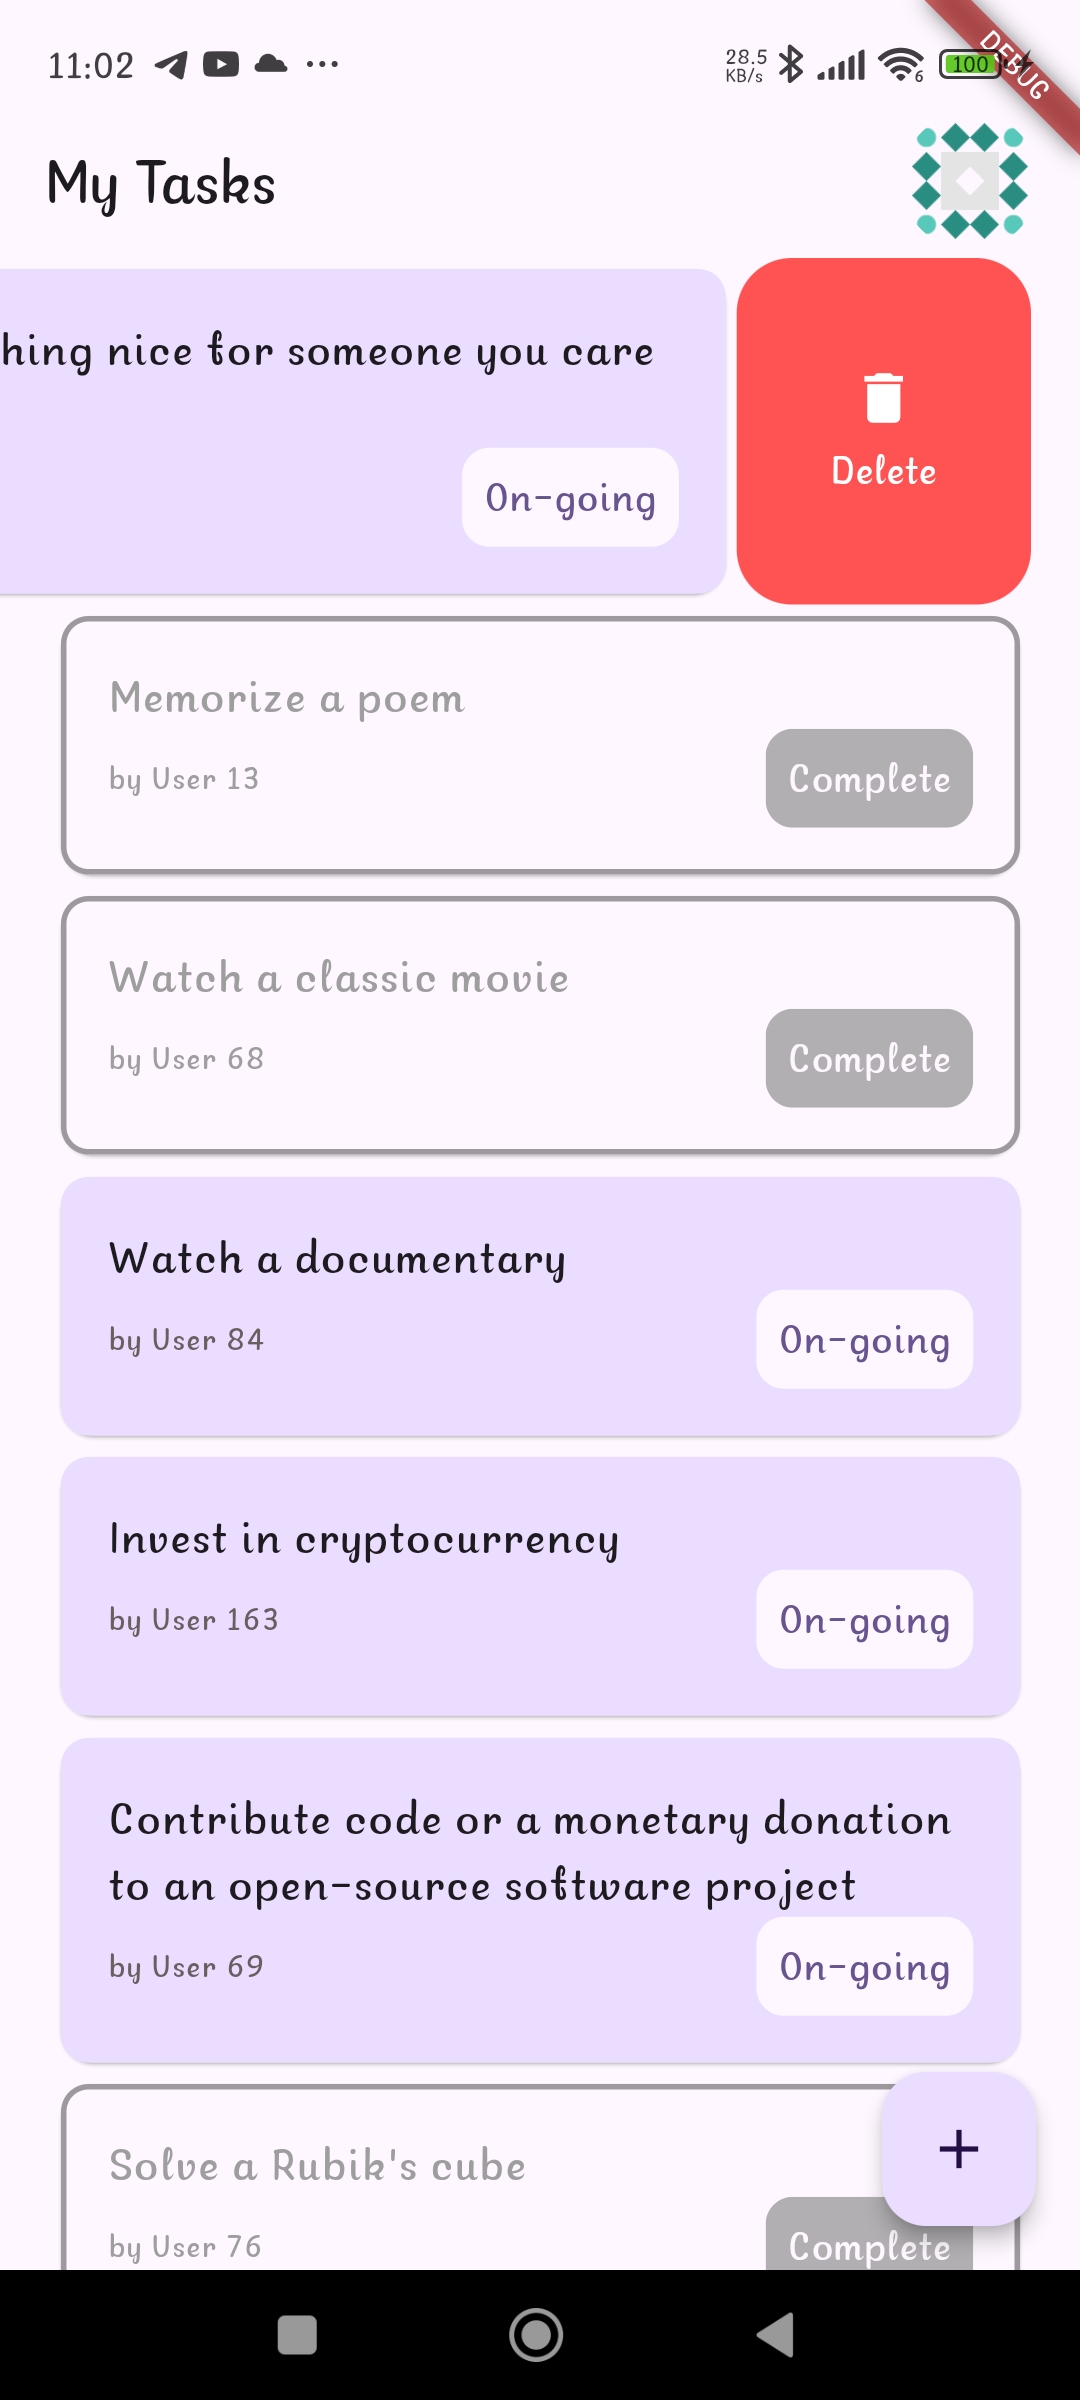 11:02
28.5
KB/s
6
100
DEBUG
My Tasks
hing nice for someone you care
On-going
Delete
Memorize a poem
by User 13
Complete
Watch a classic movie
by User 68
Complete
Watch a documentary
by User 84
On-going
Invest in cryptocurrency
by User 163
On-going
Contribute code or a monetary donation
to an open-source software project
by User 69
On-going
Solve a Rubik's cube
by User 76
Complete